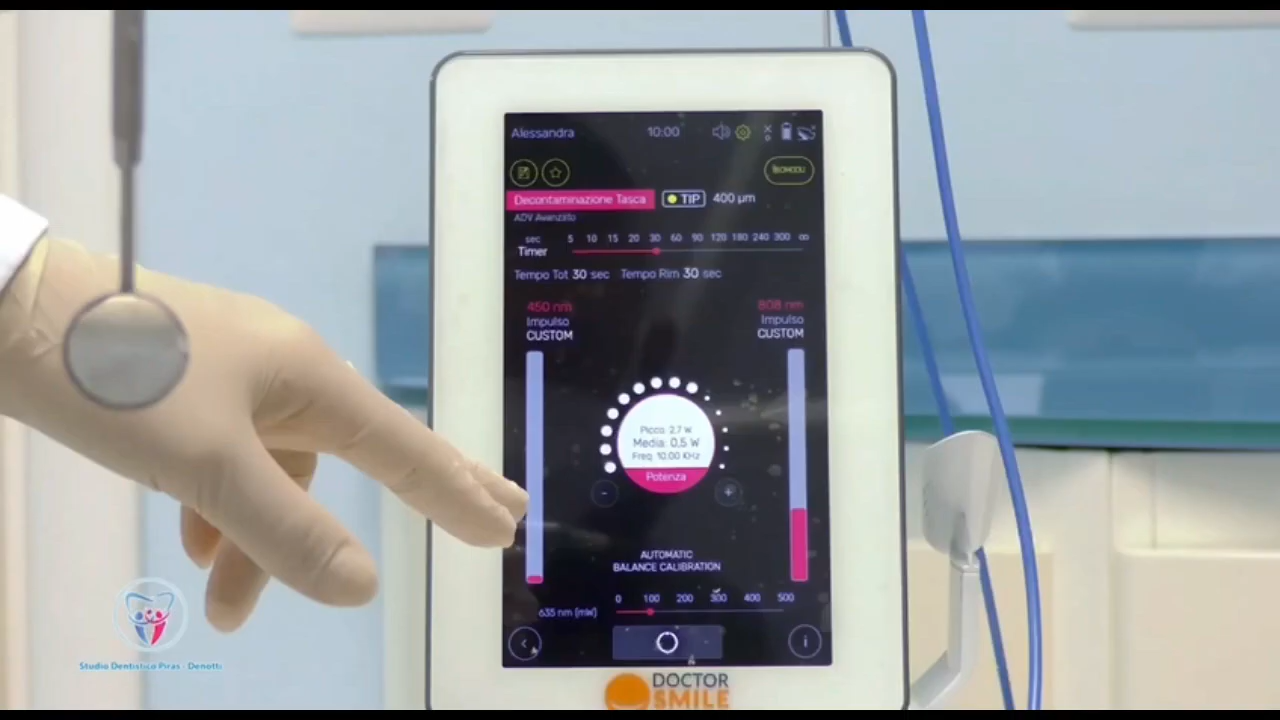 Alessandra 10:00
Decontaminazione Tasca TIP 400 µm
ADV Avanzato
sec 5 10 15 20 30 60 90 120 180 240 300 ∞
Timer
Tempo Tot 30 sec Tempo Rim 30 sec
450 nm
Impulso
CUSTOM
808 nm
Impulso
CUSTOM
Picco: 2,7 W
Media: 0,5 W
Freq: 10.00 KHz
Potenza
- +
AUTOMATIC
BALANCE CALIBRATION
0 100 200 300 400 500
635 nm (mW)
i
DOCTOR
SMILE
Studio Dentistico Piras - Denotti